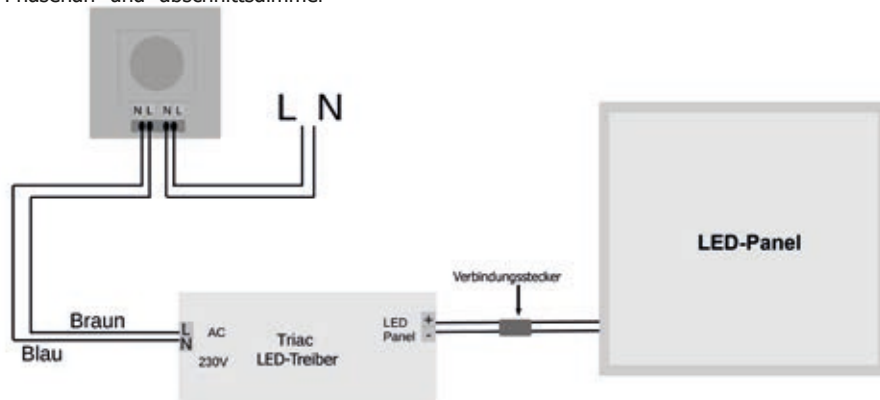 N L N L
L N
LED-Panel
Verbindungsstecker
Braun
Blau
L
N
AC
230V
Triac
LED-Treiber
LED
Panel
+
-